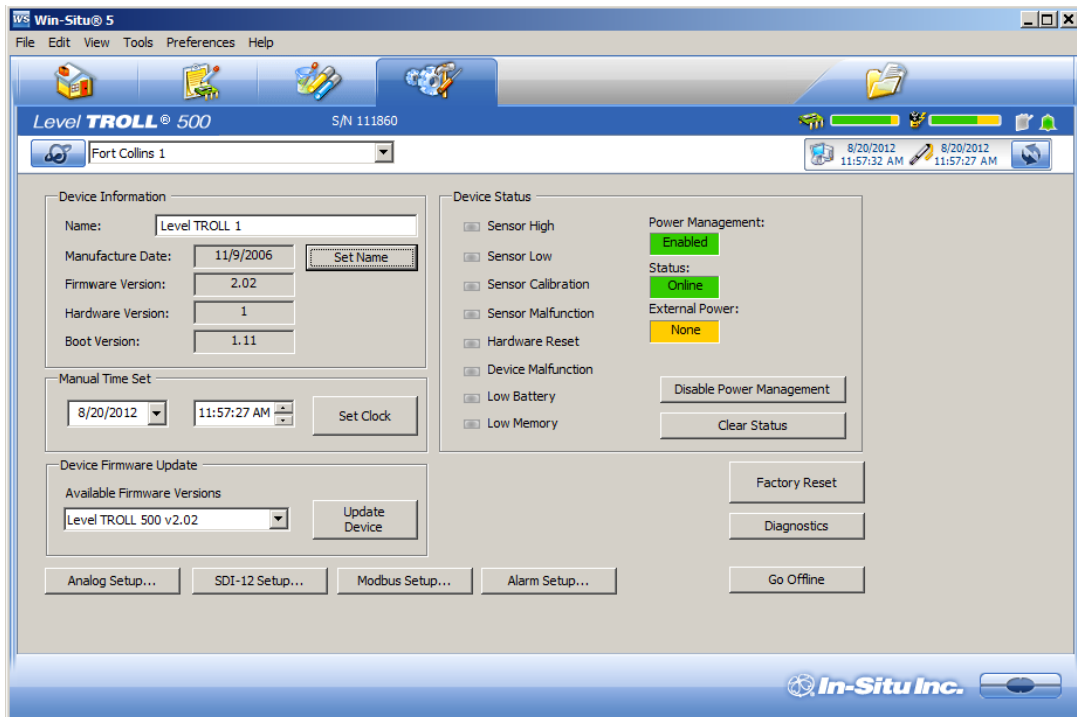 WS Win-Situ® 5
File Edit View Tools Preferences Help
Level TROLL® 500 S/N 111860
Fort Collins 1
8/20/2012 11:57:32 AM
8/20/2012 11:57:27 AM
Device Information
Name: Level TROLL 1
Manufacture Date: 11/9/2006 Set Name
Firmware Version: 2.02
Hardware Version: 1
Boot Version: 1.11
Manual Time Set
8/20/2012 11:57:27 AM Set Clock
Device Firmware Update
Available Firmware Versions
Level TROLL 500 v2.02
Update
Device
Device Status
Sensor High
Sensor Low
Sensor Calibration
Sensor Malfunction
Hardware Reset
Device Malfunction
Low Battery
Low Memory
Power Management:
Enabled
Status:
Online
External Power:
None
Disable Power Management
Clear Status
Factory Reset
Diagnostics
Analog Setup... SDI-12 Setup... Modbus Setup... Alarm Setup... Go Offline
In-Situ Inc.